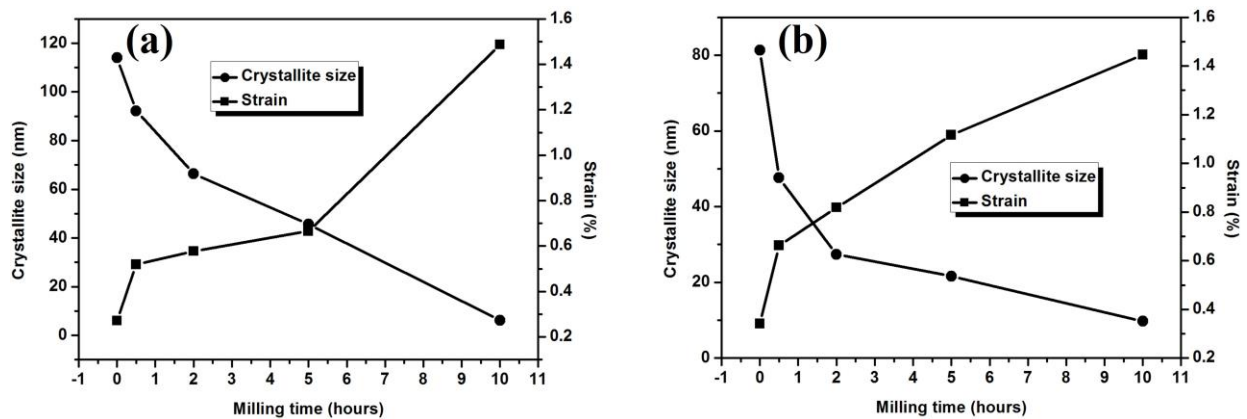 (a)
Crystallite size
Strain
Crystallite size (nm)
120
100
80
60
40
20
0
1.6
1.4
1.2
1.0
0.8
0.6
0.4
0.2
Strain (%)
-1 0 1 2 3 4 5 6 7 8 9 10 11
Milling time (hours)
(b)
Crystallite size
Strain
Crystallite size (nm)
80
60
40
20
0
1.6
1.4
1.2
1.0
0.8
0.6
0.4
0.2
Strain (%)
-1 0 1 2 3 4 5 6 7 8 9 10 11
Milling time (hours)